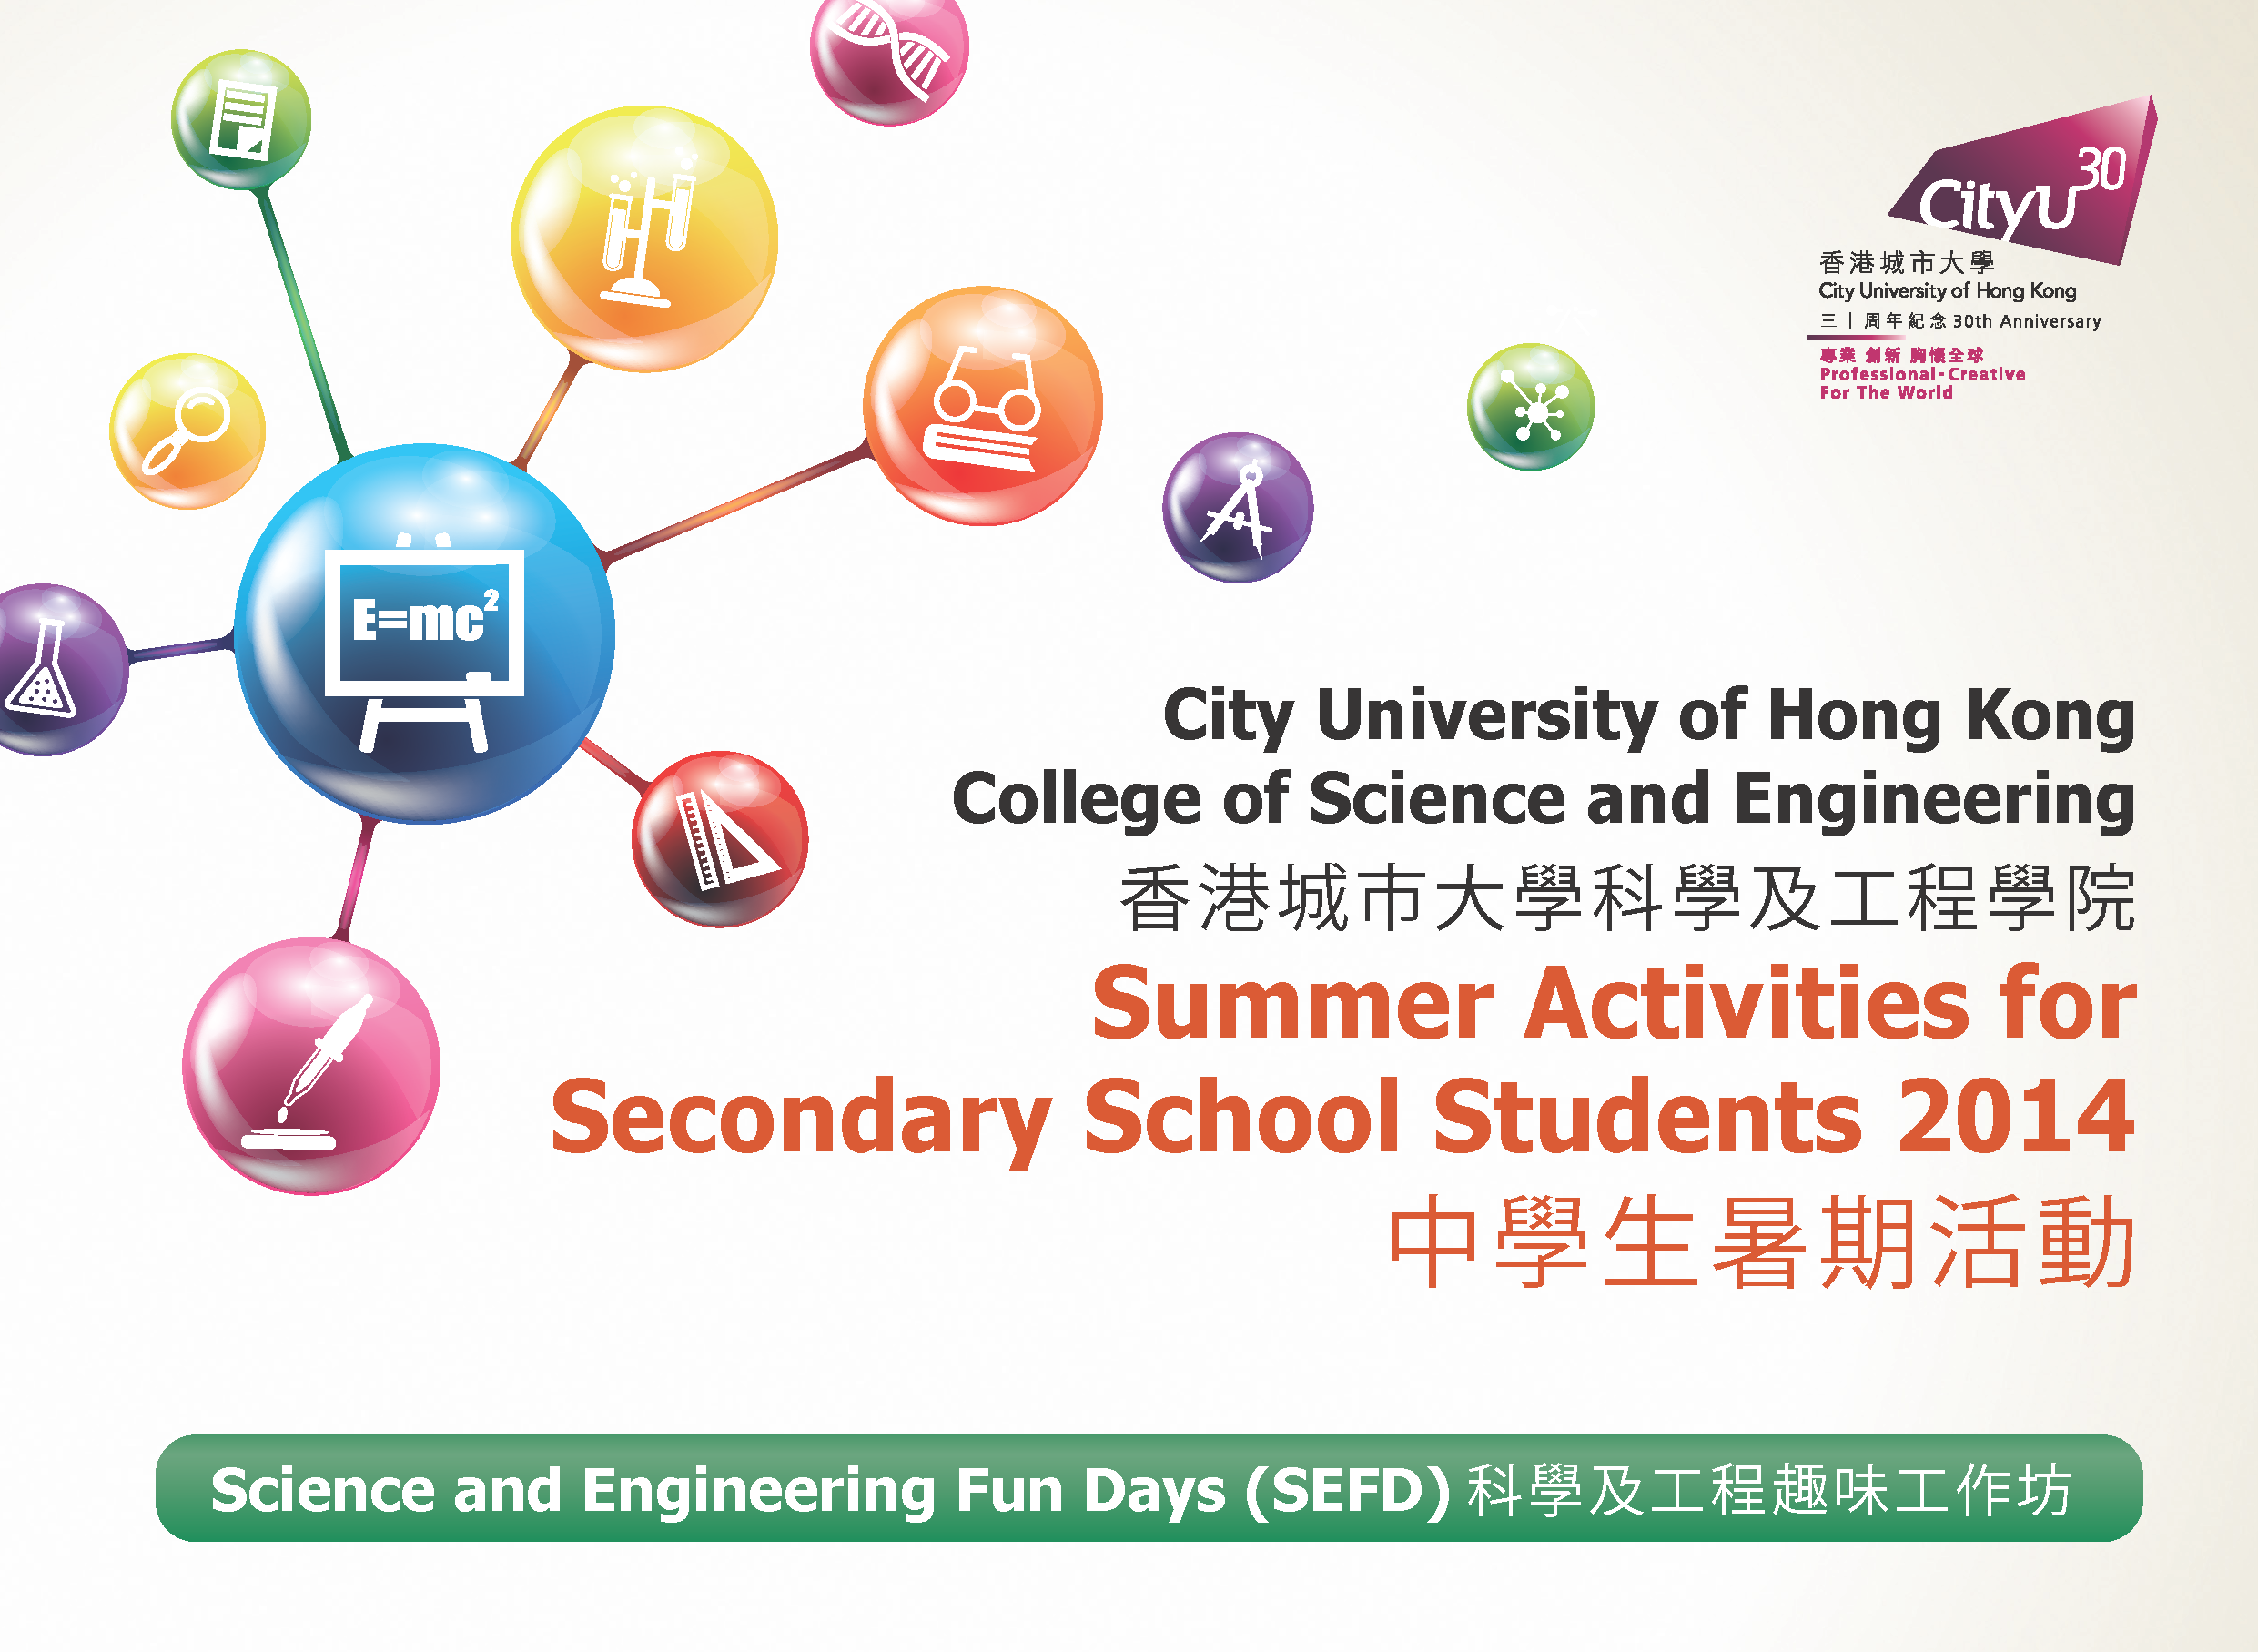 CityU30
香港城市大學
City University of Hong Kong
三十周年紀念 30th Anniversary
專業 創新 胸懷全球
Professional·Creative
For The World
E=mc²
City University of Hong Kong
College of Science and Engineering
香港城市大學科學及工程學院
Summer Activities for
Secondary School Students 2014
中學生暑期活動
Science and Engineering Fun Days (SEFD) 科學及工程趣味工作坊